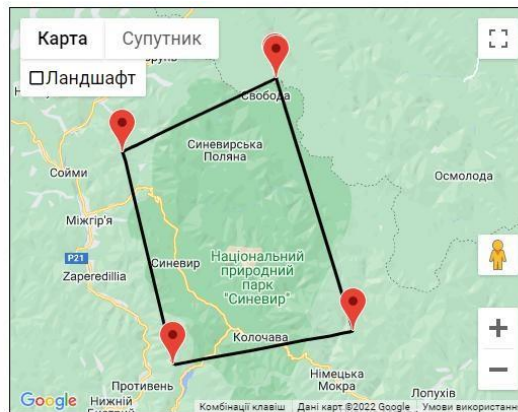 Карта Супутник
Ландшафт
Свобода
Синевирська
Поляна
Сойми
Осмолода
Міжгір'я
P21
Синевир
Zaperedillia
Національний
природний
парк
"Синевир"
Колочава
Німецька
Мокра
Противень
Лопухів
Нижній
Бистрий
Google
Комбінації клавіш Дані карт ©2022 Google Умови використання